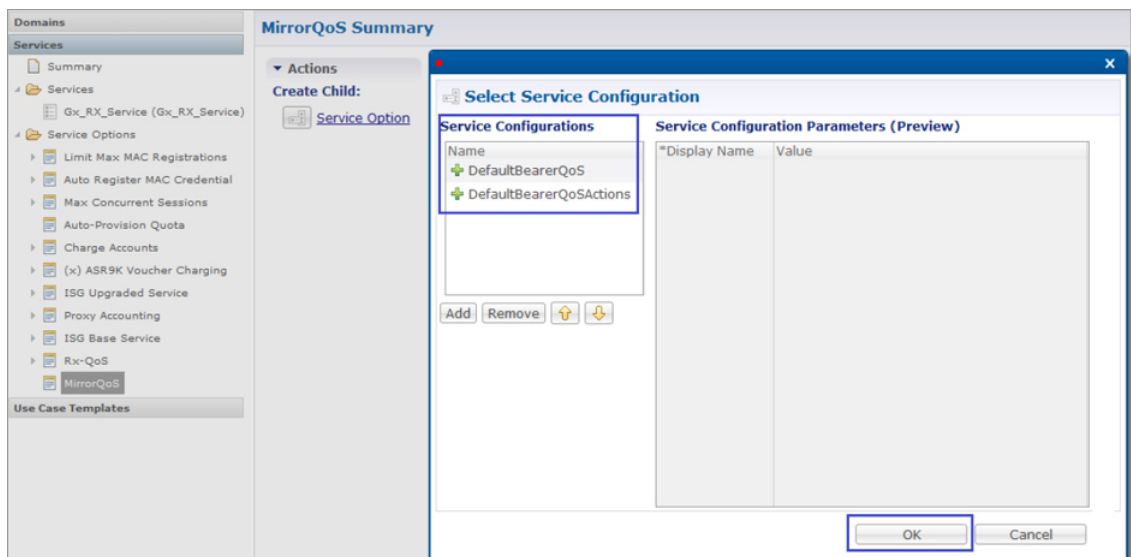 Domains
Services
Summary
Services
Gx_RX_Service (Gx_RX_Service)
Service Options
Limit Max MAC Registrations
Auto Register MAC Credential
Max Concurrent Sessions
Auto-Provision Quota
Charge Accounts
(x) ASR9K Voucher Charging
ISG Upgraded Service
Proxy Accounting
ISG Base Service
Rx-QoS
MirrorQoS
Use Case Templates
MirrorQoS Summary
Actions
Create Child:
Service Option
x
Select Service Configuration
Service Configurations
Name
DefaultBearerQoS
DefaultBearerQoSActions
Add Remove
Service Configuration Parameters (Preview)
*Display Name Value
OK Cancel